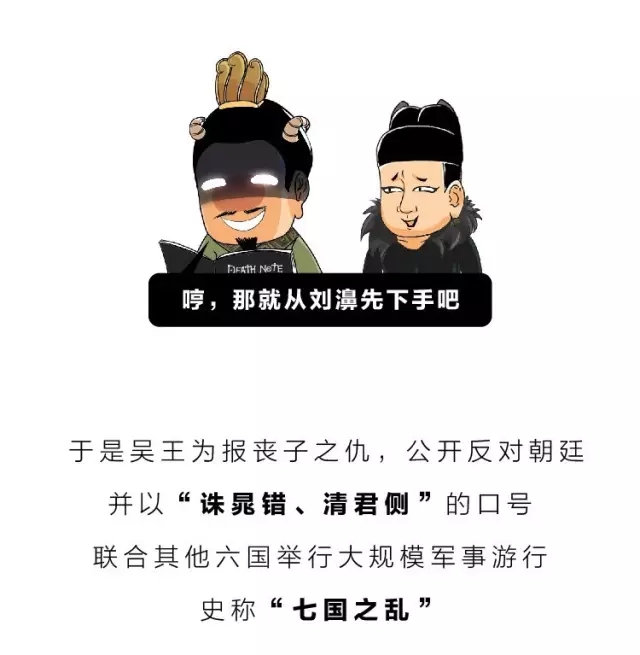 DEATH NOTE
哼，那就从刘濞先下手吧
于是吴王为报丧子之仇，公开反对朝廷
并以“诛晁错、清君侧”的口号
联合其他六国举行大规模军事游行
史称“七国之乱”